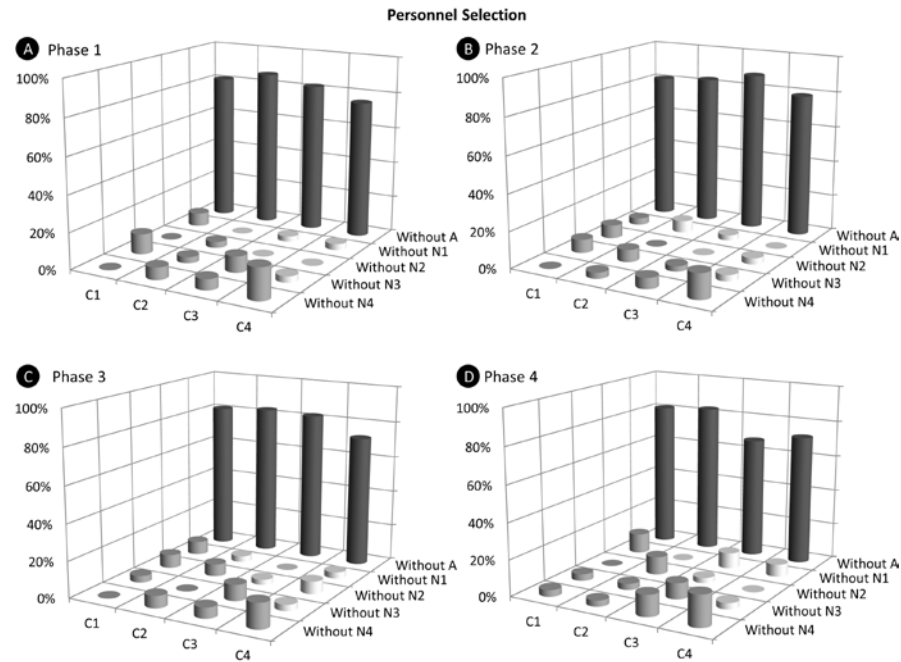 Personnel Selection
A Phase 1
100%
80%
60%
40%
20%
0%
C1
C2
C3
C4
Without A
Without N1
Without N2
Without N3
Without N4
B Phase 2
100%
80%
60%
40%
20%
0%
C1
C2
C3
C4
Without A
Without N1
Without N2
Without N3
Without N4
C Phase 3
100%
80%
60%
40%
20%
0%
C1
C2
C3
C4
Without A
Without N1
Without N2
Without N3
Without N4
D Phase 4
100%
80%
60%
40%
20%
0%
C1
C2
C3
C4
Without A
Without N1
Without N2
Without N3
Without N4